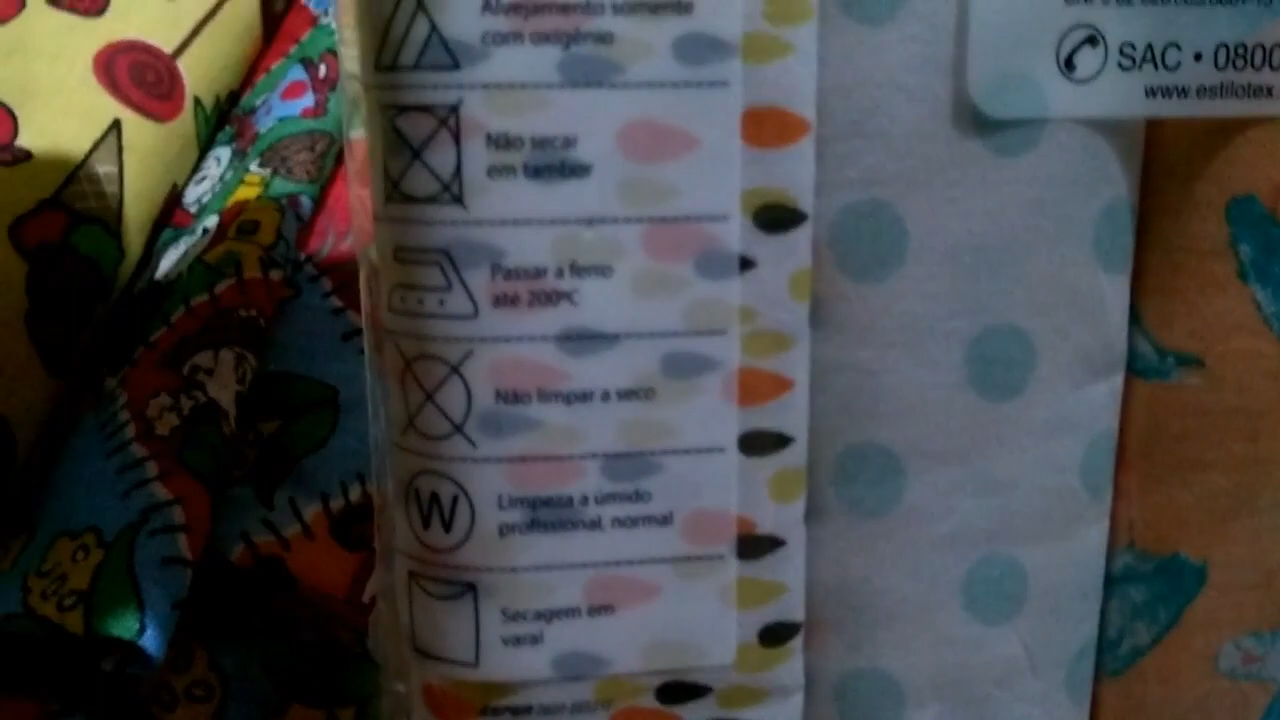 Alvejamento somente
com oxigênio
Não secar
em tambor
Passar a ferro
até 200ºC
Não limpar a seco
W
Limpeza a úmido
profissional, normal
Secagem em
varal
SAC • 0800
www.estilotex.